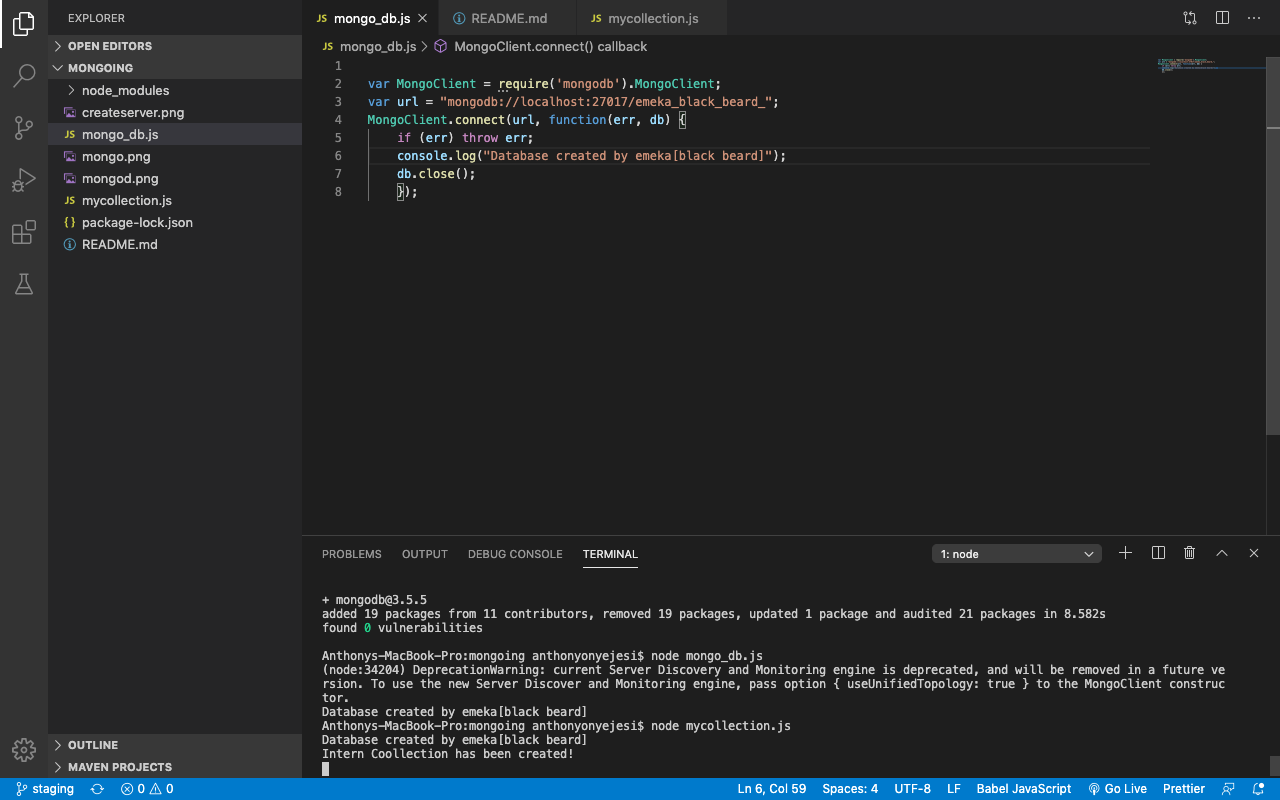 EXPLORER
OPEN EDITORS
MONGOING
node_modules
createserver.png
JS mongo_db.js
mongo.png
mongod.png
JS mycollection.js
{} package-lock.json
README.md
OUTLINE
MAVEN PROJECTS
JS mongo_db.js
README.md
JS mycollection.js
JS mongo_db.js > MongoClient.connect() callback
1
2 var MongoClient = require('mongodb').MongoClient;
3 var url = "mongodb://localhost:27017/emeka_black_beard_";
4 MongoClient.connect(url, function(err, db) {
5 if (err) throw err;
6 console.log("Database created by emeka[black beard]");
7 db.close();
8 });
PROBLEMS OUTPUT DEBUG CONSOLE TERMINAL 1: node
+ mongodb@3.5.5
added 19 packages from 11 contributors, removed 19 packages, updated 1 package and audited 21 packages in 8.582s
found 0 vulnerabilities
Anthonys-MacBook-Pro:mongoing anthonyonyejesi$ node mongo_db.js
(node:34204) DeprecationWarning: current Server Discovery and Monitoring engine is deprecated, and will be removed in a future ve
rsion. To use the new Server Discover and Monitoring engine, pass option { useUnifiedTopology: true } to the MongoClient construc
tor.
Database created by emeka[black beard]
Anthonys-MacBook-Pro:mongoing anthonyonyejesi$ node mycollection.js
Database created by emeka[black beard]
Intern Coollection has been created!
staging 0 0 Ln 6, Col 59 Spaces: 4 UTF-8 LF Babel JavaScript Go Live Prettier